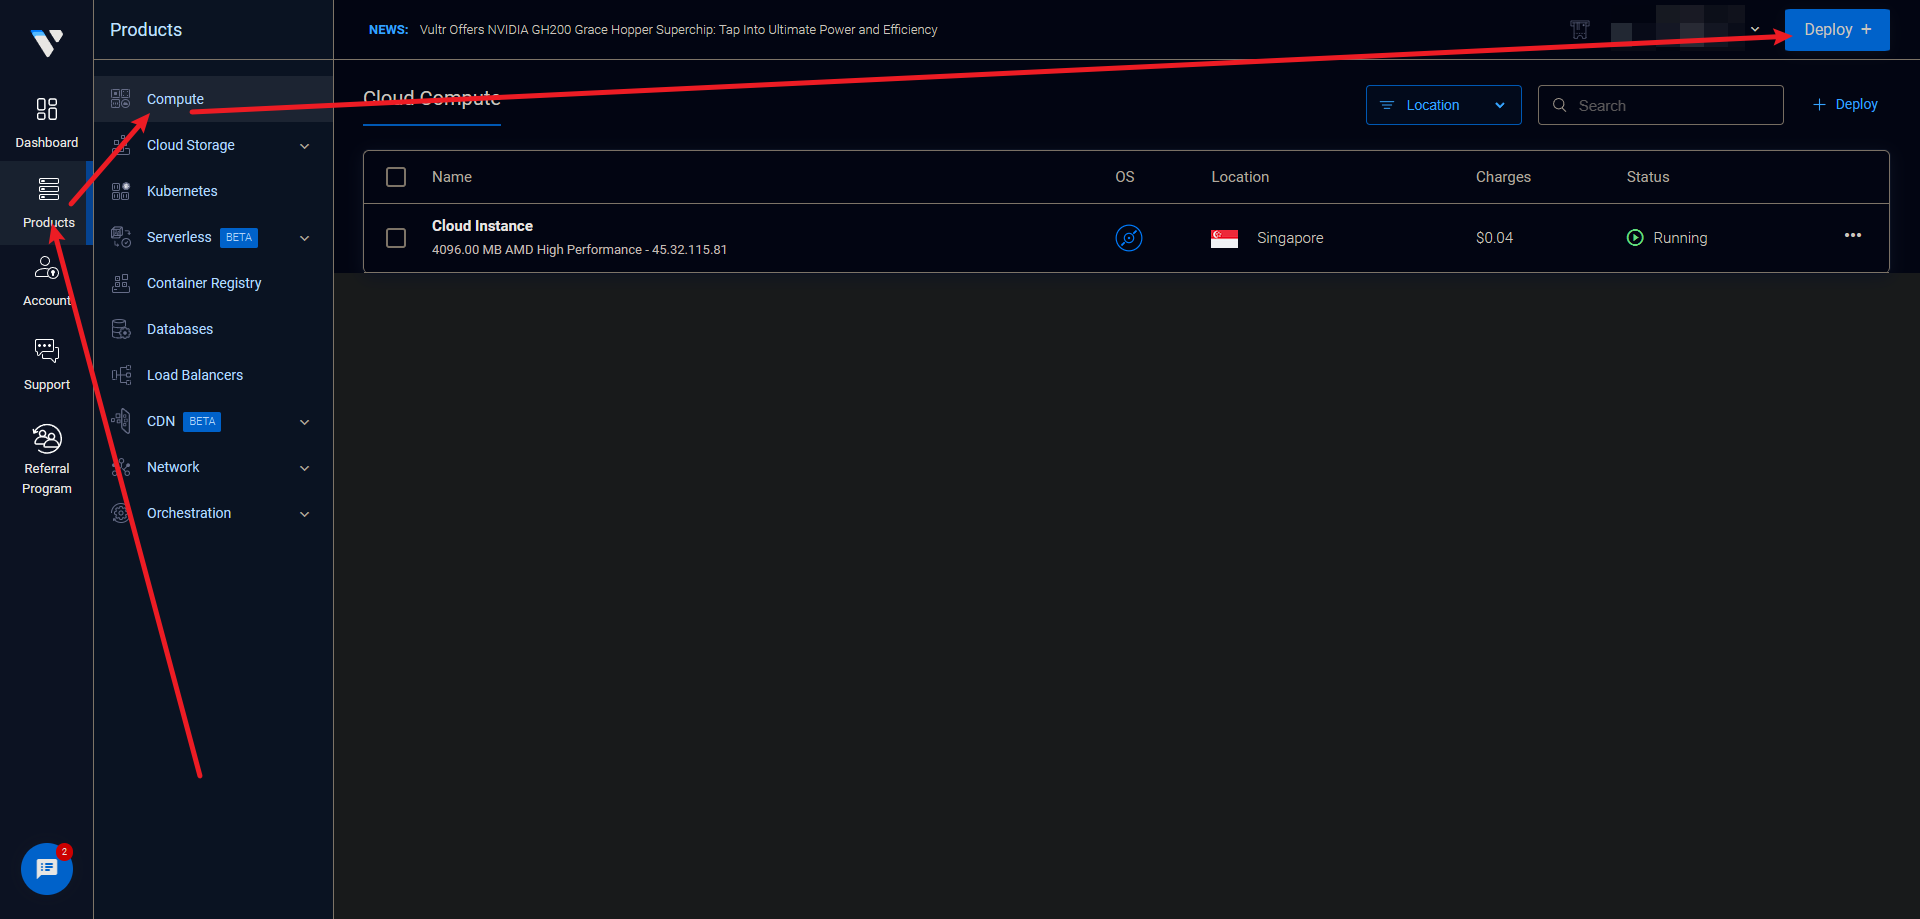 Products
NEWS: Vultr Offers NVIDIA GH200 Grace Hopper Superchip: Tap Into Ultimate Power and Efficiency
Deploy +
Dashboard
Products
Account
Support
Referral
Program
2
Compute
Cloud Storage
Kubernetes
Serverless BETA
Container Registry
Databases
Load Balancers
CDN BETA
Network
Orchestration
Cloud Compute
Location
Search
+ Deploy
Name OS Location Charges Status
Cloud Instance
4096.00 MB AMD High Performance - 45.32.115.81
Singapore $0.04 Running